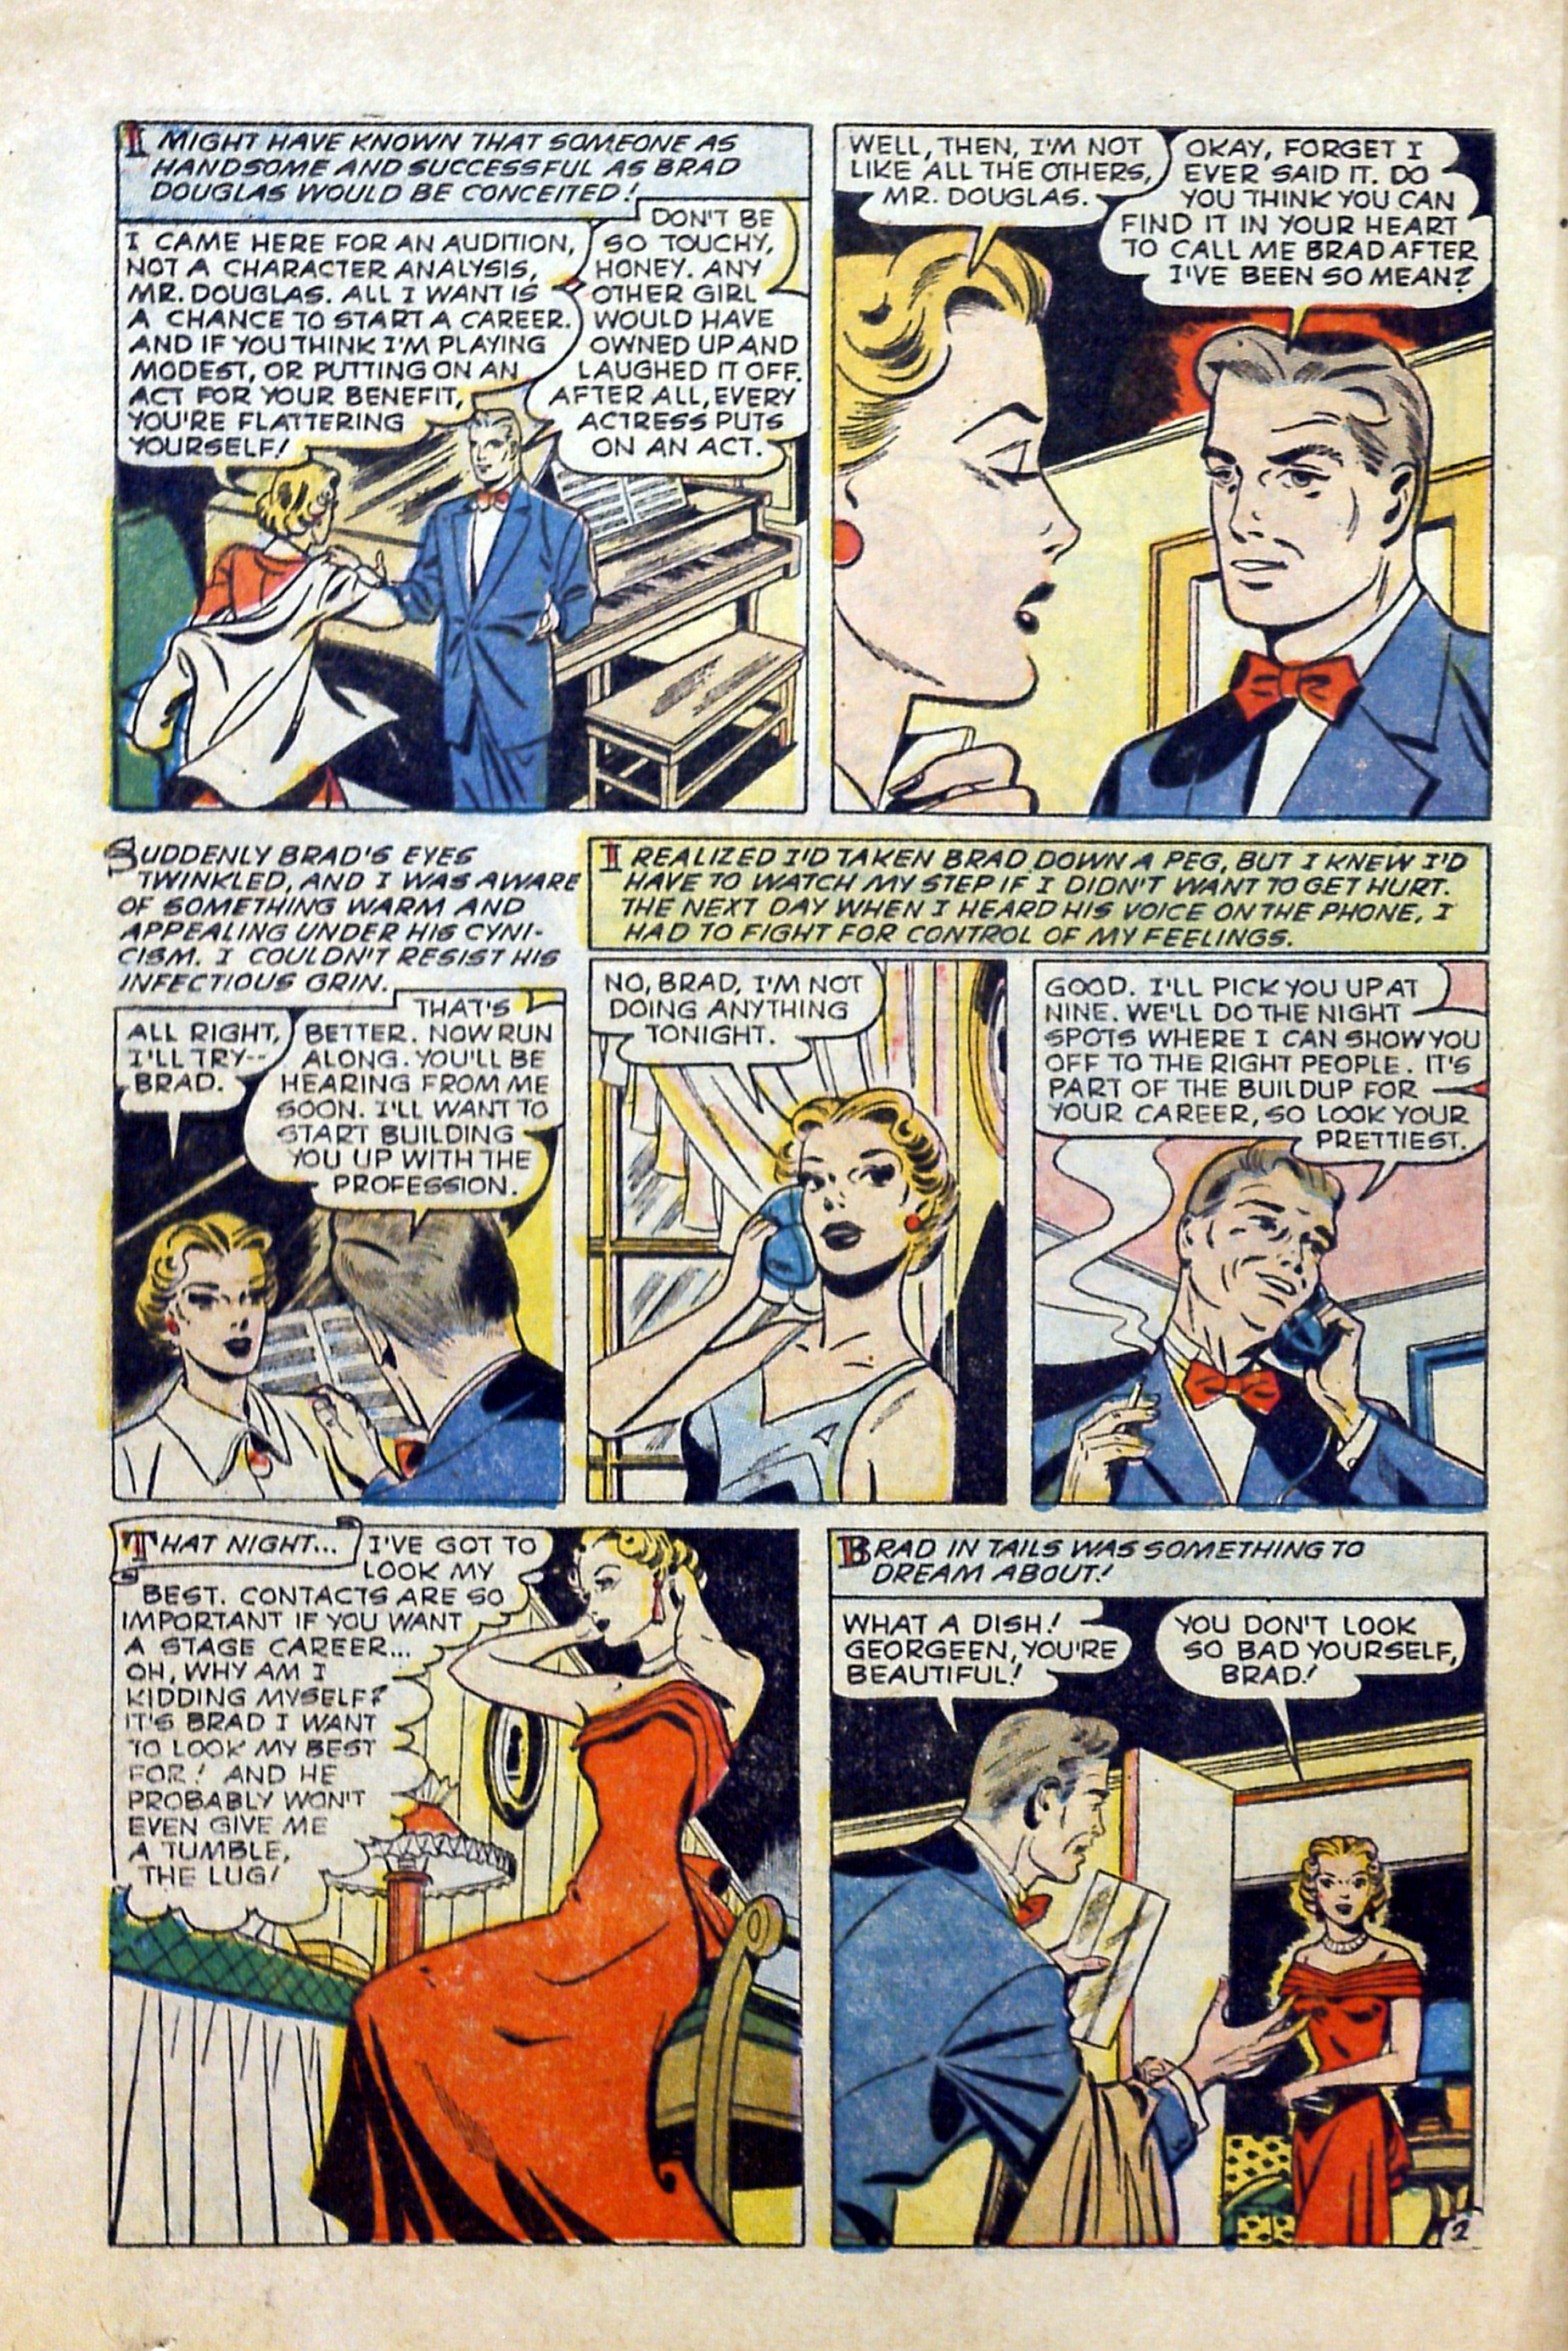 I MIGHT HAVE KNOWN THAT SOMEONE AS
HANDSOME AND SUCCESSFUL AS BRAD
DOUGLAS WOULD BE CONCEITED!
I CAME HERE FOR AN AUDITION,
NOT A CHARACTER ANALYSIS,
MR. DOUGLAS. ALL I WANT IS
A CHANCE TO START A CAREER.
AND IF YOU THINK I'M PLAYING
MODEST, OR PUTTING ON AN
ACT FOR YOUR BENEFIT,
YOU'RE FLATTERING
YOURSELF!
DON'T BE
SO TOUCHY,
HONEY. ANY
OTHER GIRL
WOULD HAVE
OWNED UP AND
LAUGHED IT OFF.
AFTER ALL, EVERY
ACTRESS PUTS
ON AN ACT.
WELL, THEN, I'M NOT
LIKE ALL THE OTHERS,
MR. DOUGLAS.
OKAY, FORGET I
EVER SAID IT. DO
YOU THINK YOU CAN
FIND IT IN YOUR HEART
TO CALL ME BRAD AFTER
I'VE BEEN SO MEAN?
SUDDENLY BRAD'S EYES
TWINKLED, AND I WAS AWARE
OF SOMETHING WARM AND
APPEALING UNDER HIS CYNI-
CISM. I COULDN'T RESIST HIS
INFECTIOUS GRIN.
ALL RIGHT,
I'LL TRY--
BRAD.
THAT'S
BETTER. NOW RUN
ALONG. YOU'LL BE
HEARING FROM ME
SOON. I'LL WANT TO
START BUILDING
YOU UP WITH THE
PROFESSION.
I REALIZED I'D TAKEN BRAD DOWN A PEG, BUT I KNEW I'D
HAVE TO WATCH MY STEP IF I DIDN'T WANT TO GET HURT.
THE NEXT DAY WHEN I HEARD HIS VOICE ON THE PHONE, I
HAD TO FIGHT FOR CONTROL OF MY FEELINGS.
NO, BRAD, I'M NOT
DOING ANYTHING
TONIGHT.
GOOD. I'LL PICK YOU UP AT
NINE. WE'LL DO THE NIGHT
SPOTS WHERE I CAN SHOW YOU
OFF TO THE RIGHT PEOPLE. IT'S
PART OF THE BUILDUP FOR
YOUR CAREER, SO LOOK YOUR
PRETTIEST.
THAT NIGHT...
I'VE GOT TO
LOOK MY
BEST. CONTACTS ARE SO
IMPORTANT IF YOU WANT
A STAGE CAREER...
OH, WHY AM I
KIDDING MYSELF?
IT'S BRAD I WANT
TO LOOK MY BEST
FOR! AND HE
PROBABLY WON'T
EVEN GIVE ME
A TUMBLE,
THE LUG!
BRAD IN TAILS WAS SOMETHING TO
DREAM ABOUT!
WHAT A DISH!
GEORGEEN, YOU'RE
BEAUTIFUL!
YOU DON'T LOOK
SO BAD YOURSELF,
BRAD!
2